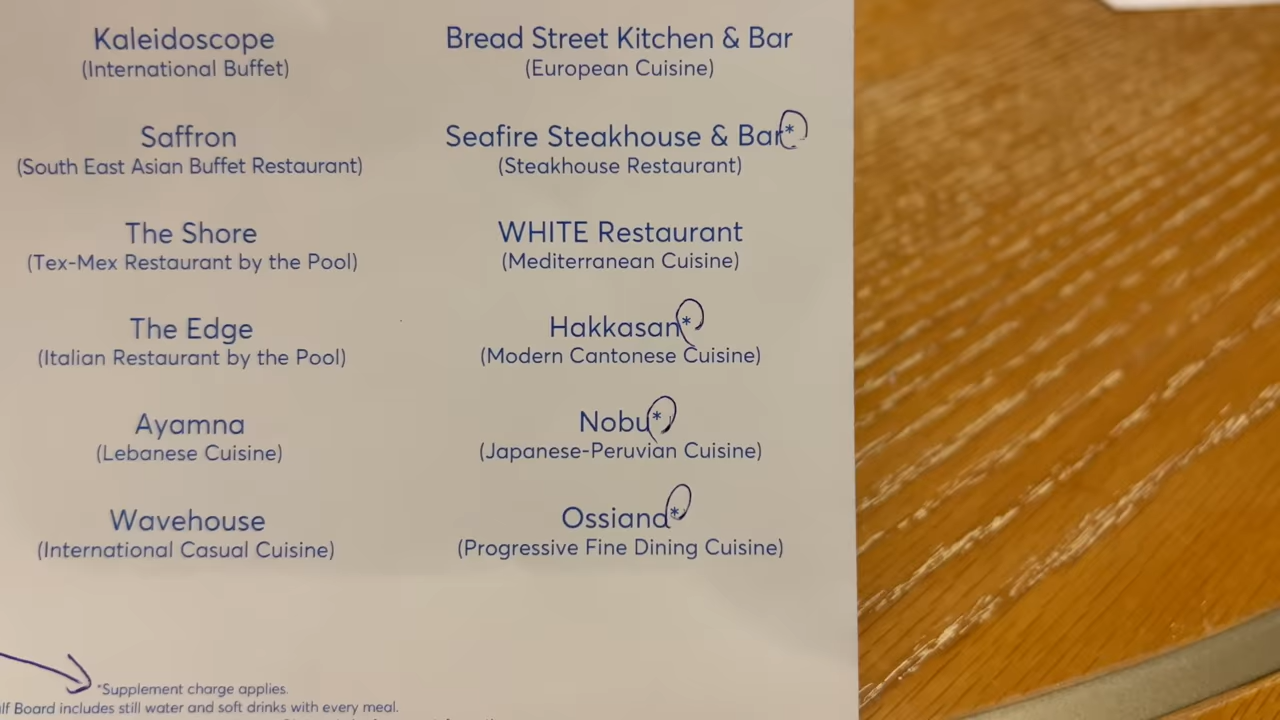 Kaleidoscope
(International Buffet)
Saffron
(South East Asian Buffet Restaurant)
The Shore
(Tex-Mex Restaurant by the Pool)
The Edge
(Italian Restaurant by the Pool)
Ayamna
(Lebanese Cuisine)
Wavehouse
(International Casual Cuisine)
Bread Street Kitchen & Bar
(European Cuisine)
Seafire Steakhouse & Bar*
(Steakhouse Restaurant)
WHITE Restaurant
(Mediterranean Cuisine)
Hakkasan*
(Modern Cantonese Cuisine)
Nobu*
(Japanese-Peruvian Cuisine)
Ossiano*
(Progressive Fine Dining Cuisine)
*Supplement charge applies.
lf Board includes still water and soft drinks with every meal.